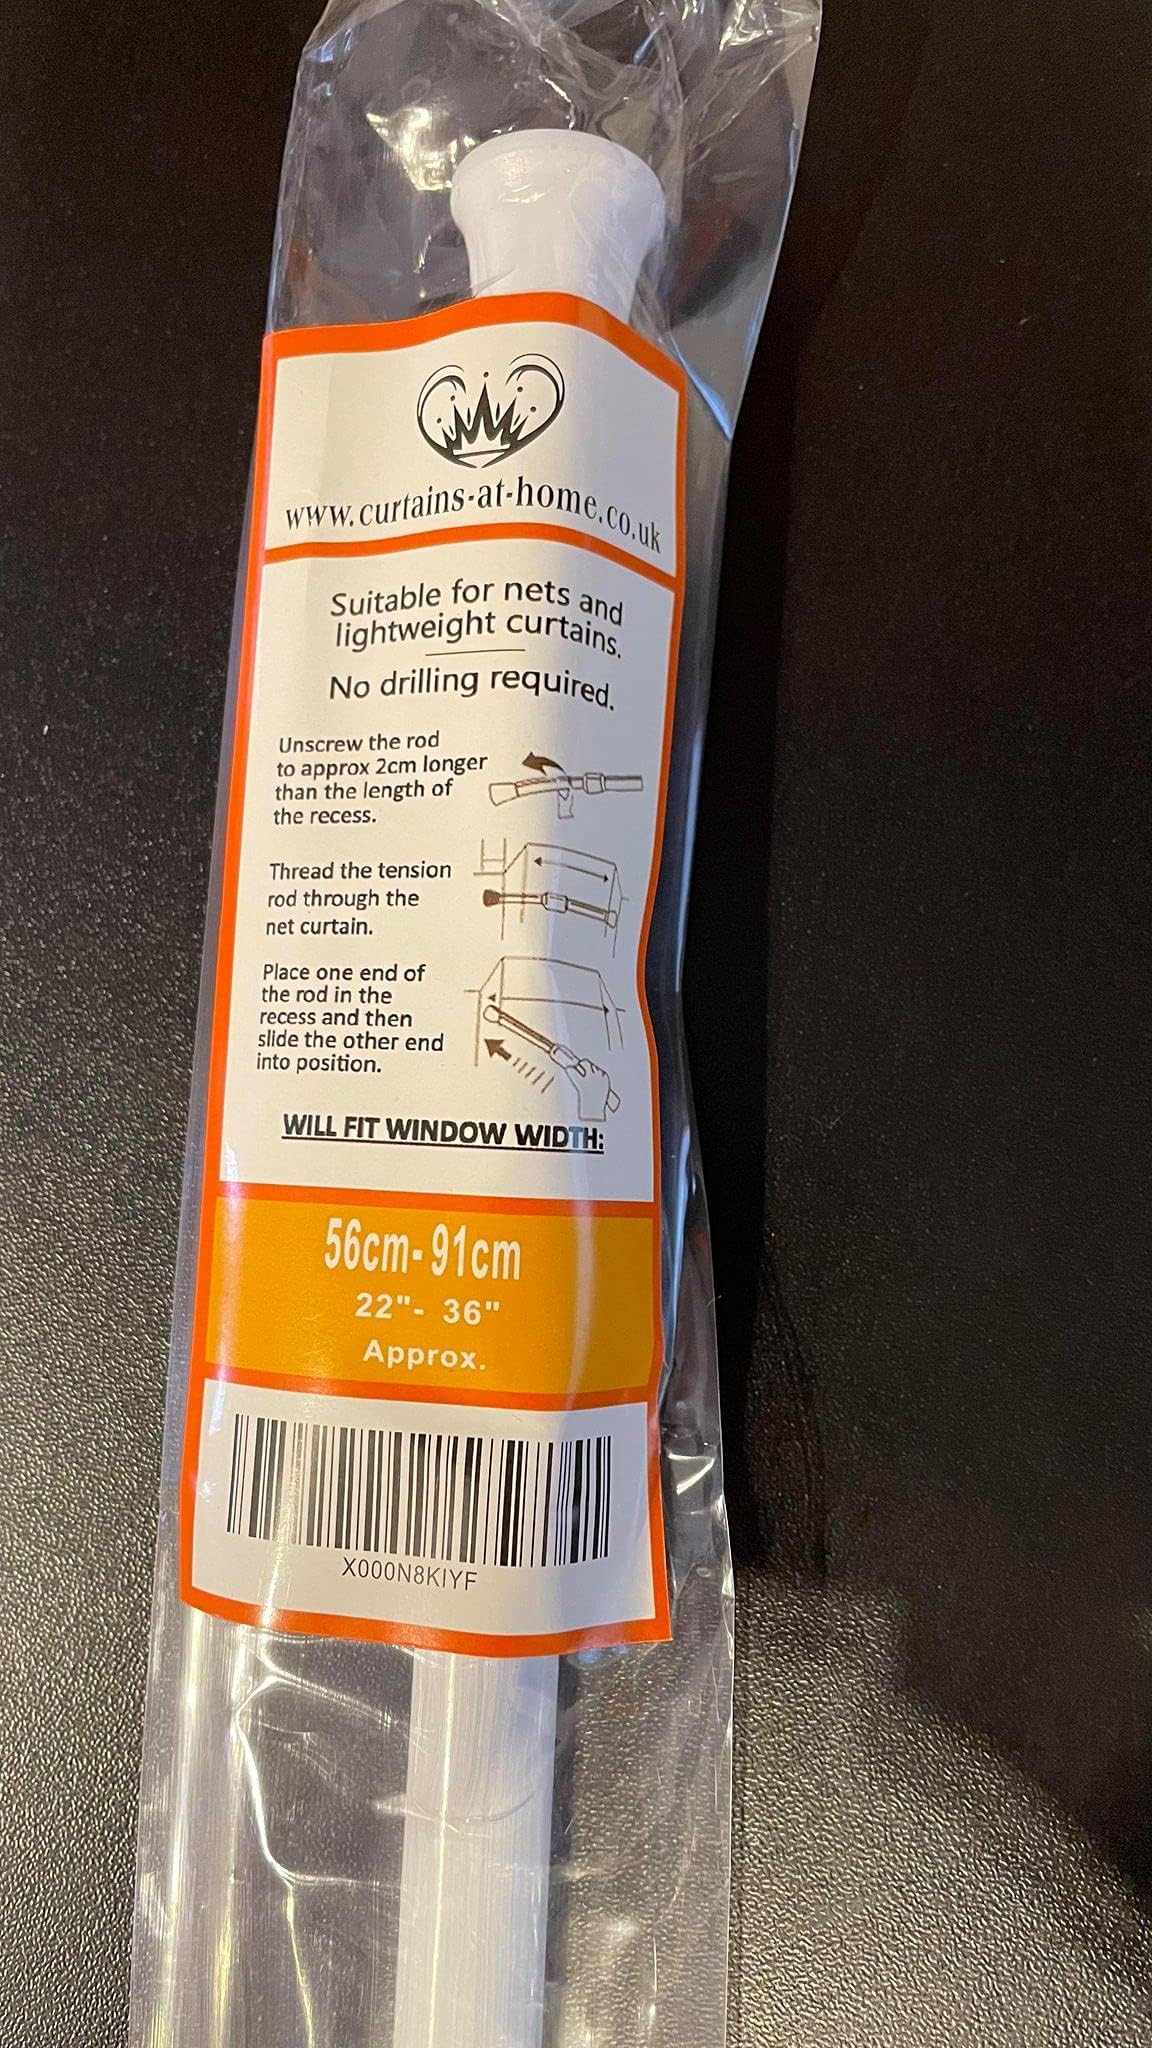 www.curtains-at-home.co.uk
Suitable for nets and
lightweight curtains.
No drilling required.
Unscrew the rod
to approx 2cm longer
than the length of
the recess.
Thread the tension
rod through the
net curtain.
Place one end of
the rod in the
recess and then
slide the other end
into position.
WILL FIT WINDOW WIDTH:
56cm-91cm
22"- 36"
Approx.
X000N8KIYF